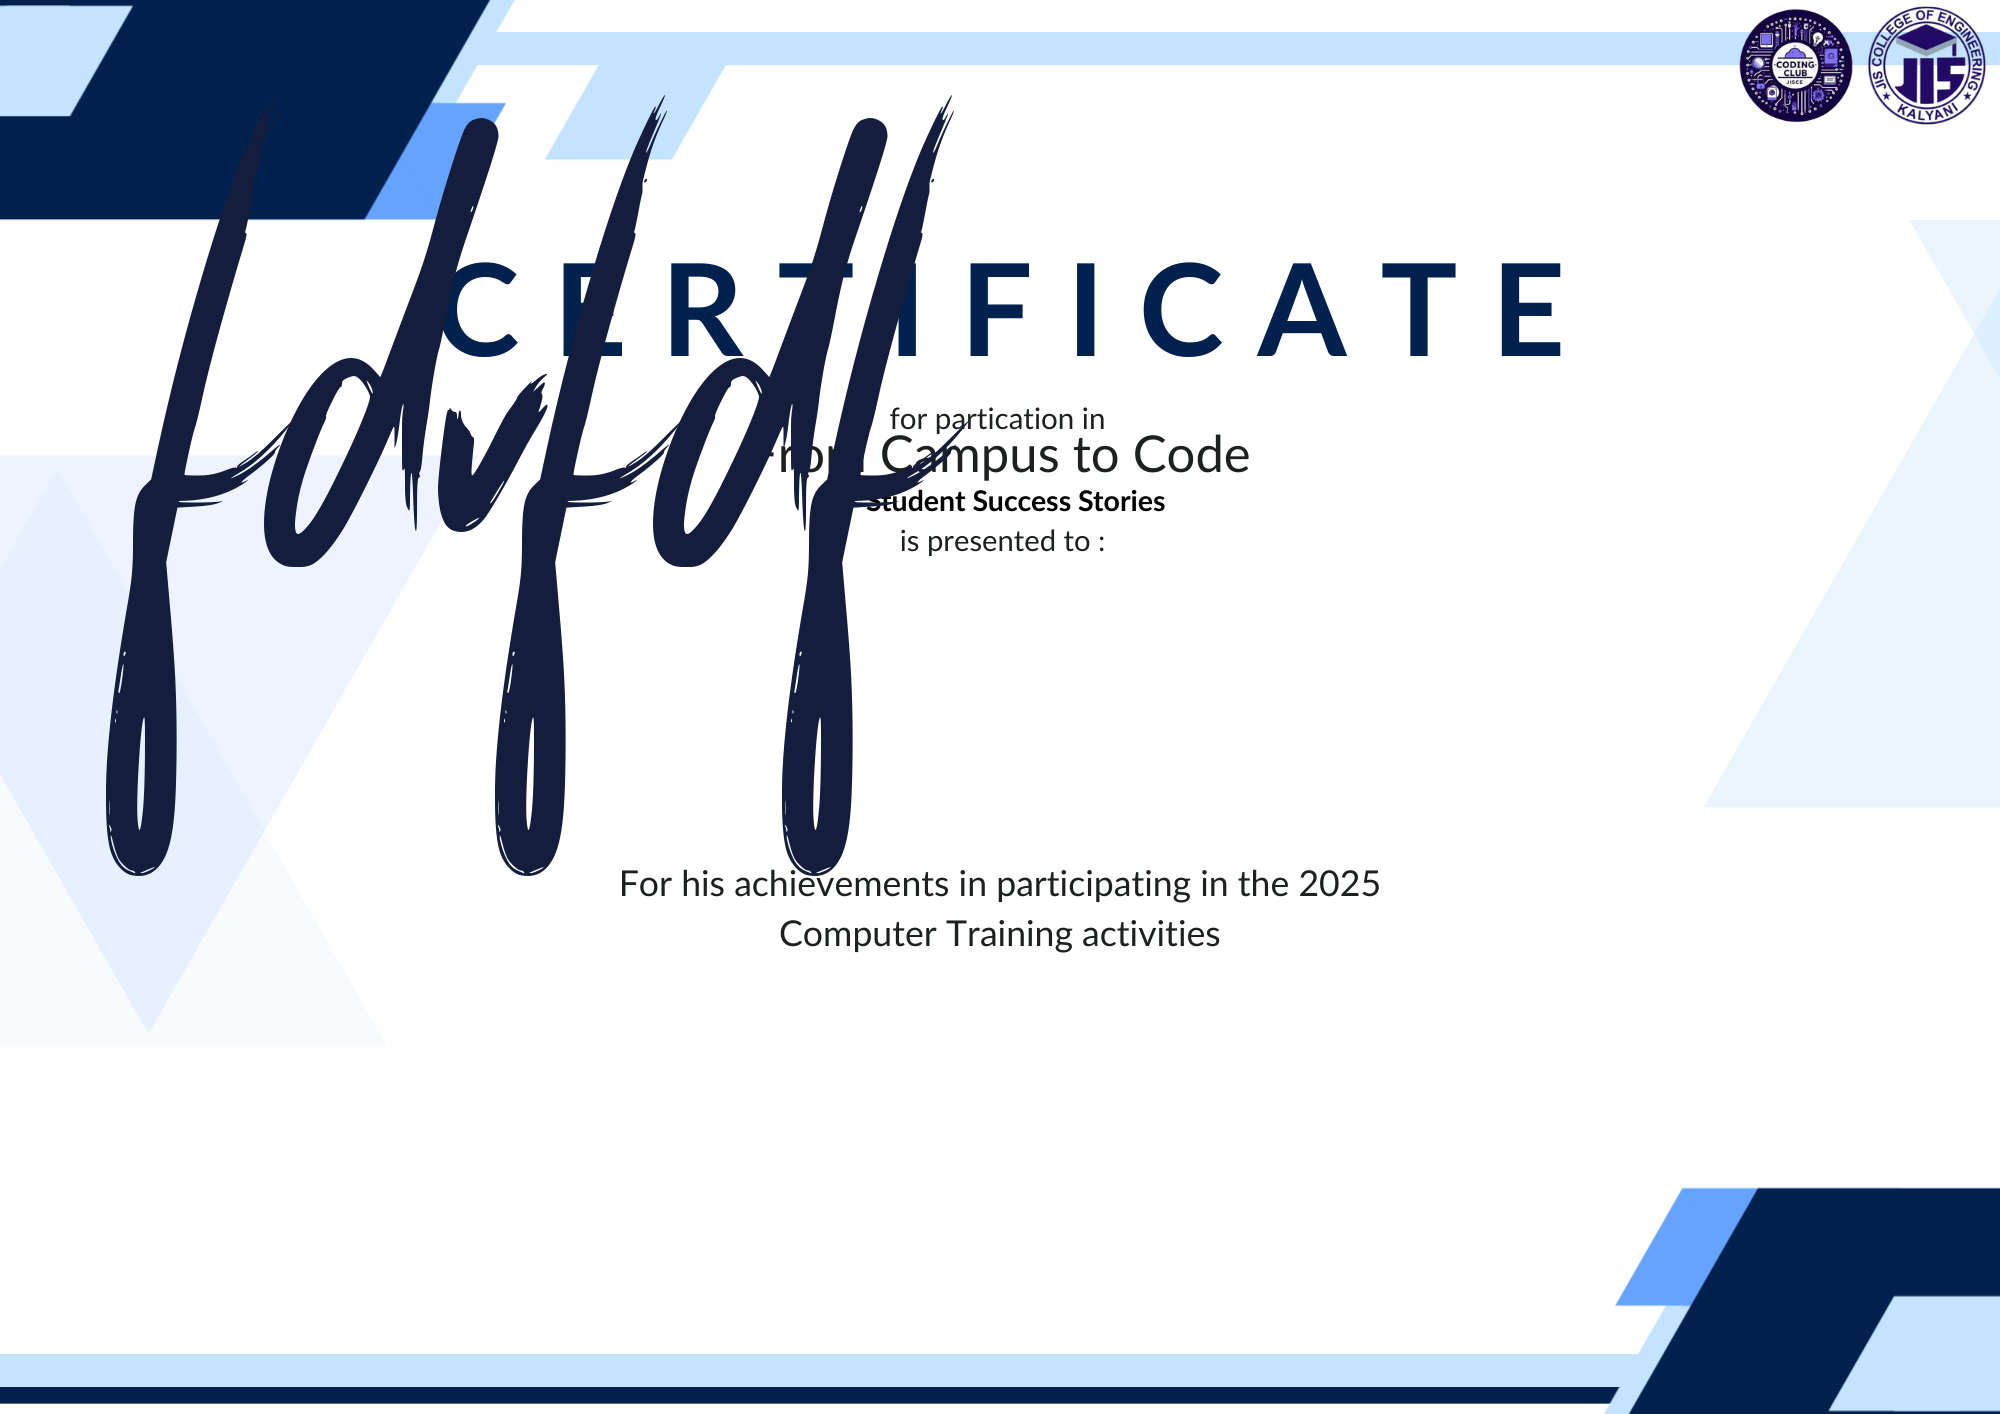 CODING
CLUB
JISCE
JIS COLLEGE OF ENGINEERING
JIS
KALYANI
fdvfdf
CERTIFICATE
for partication in
From Campus to Code
Student Success Stories
is presented to :
For his achievements in participating in the 2025
Computer Training activities